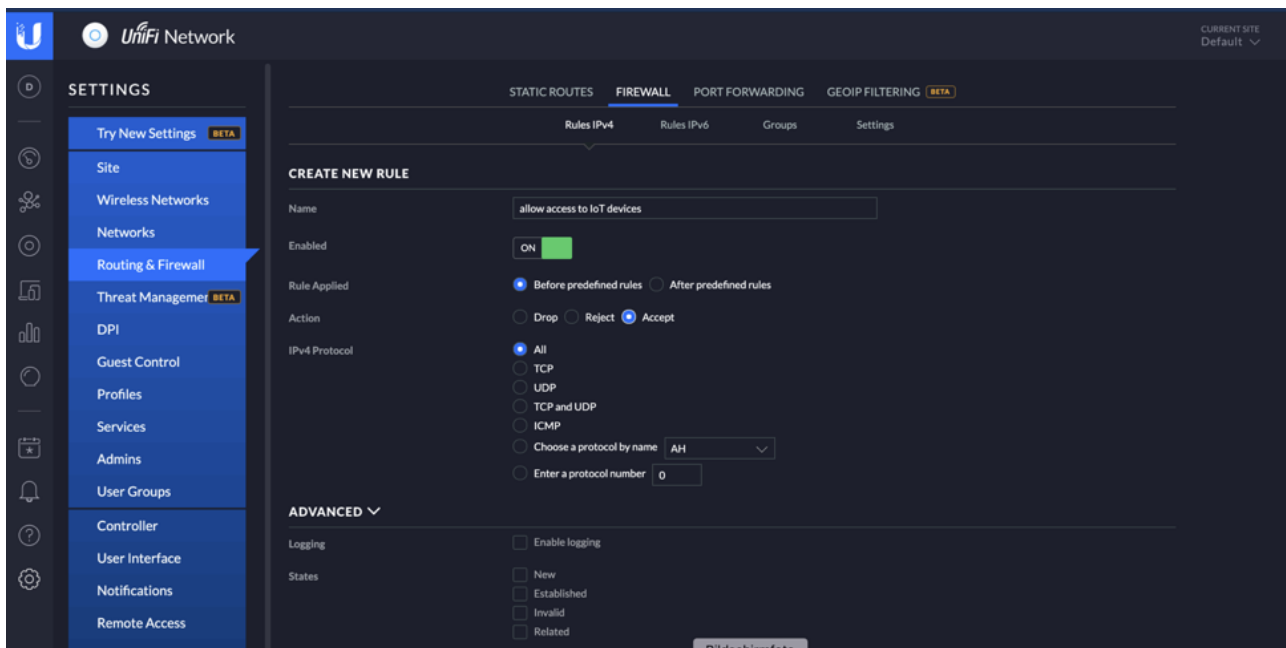 UniFi Network
CURRENT SITE
Default
D
SETTINGS
STATIC ROUTES FIREWALL PORT FORWARDING GEOIP FILTERING BETA
Try New Settings BETA
Rules IPv4 Rules IPv6 Groups Settings
Site
CREATE NEW RULE
Wireless Networks
Name allow access to IoT devices
Networks
Enabled ON
Routing & Firewall
Rule Applied Before predefined rules After predefined rules
Threat Managemer BETA
Action Drop Reject Accept
DPI
IPv4 Protocol All
Guest Control
TCP
UDP
Profiles
TCP and UDP
Services
ICMP
Choose a protocol by name AH
Admins
Enter a protocol number 0
User Groups
ADVANCED
Controller
Logging Enable logging
User Interface
States New
Notifications
Established
Invalid
Remote Access
Related